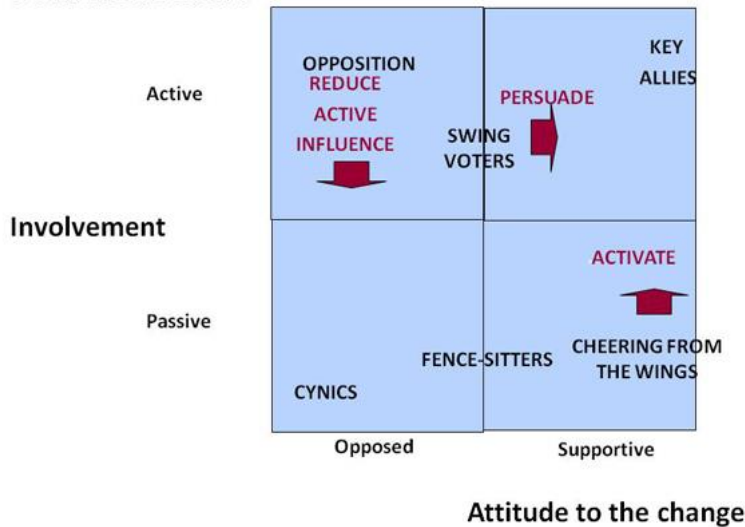 KEY
ALLIES
OPPOSITION
REDUCE
ACTIVE
INFLUENCE
Active
PERSUADE
SWING
VOTERS
Involvement
ACTIVATE
Passive
CHEERING FROM
THE WINGS
FENCE-SITTERS
CYNICS
Opposed
Supportive
Attitude to the change